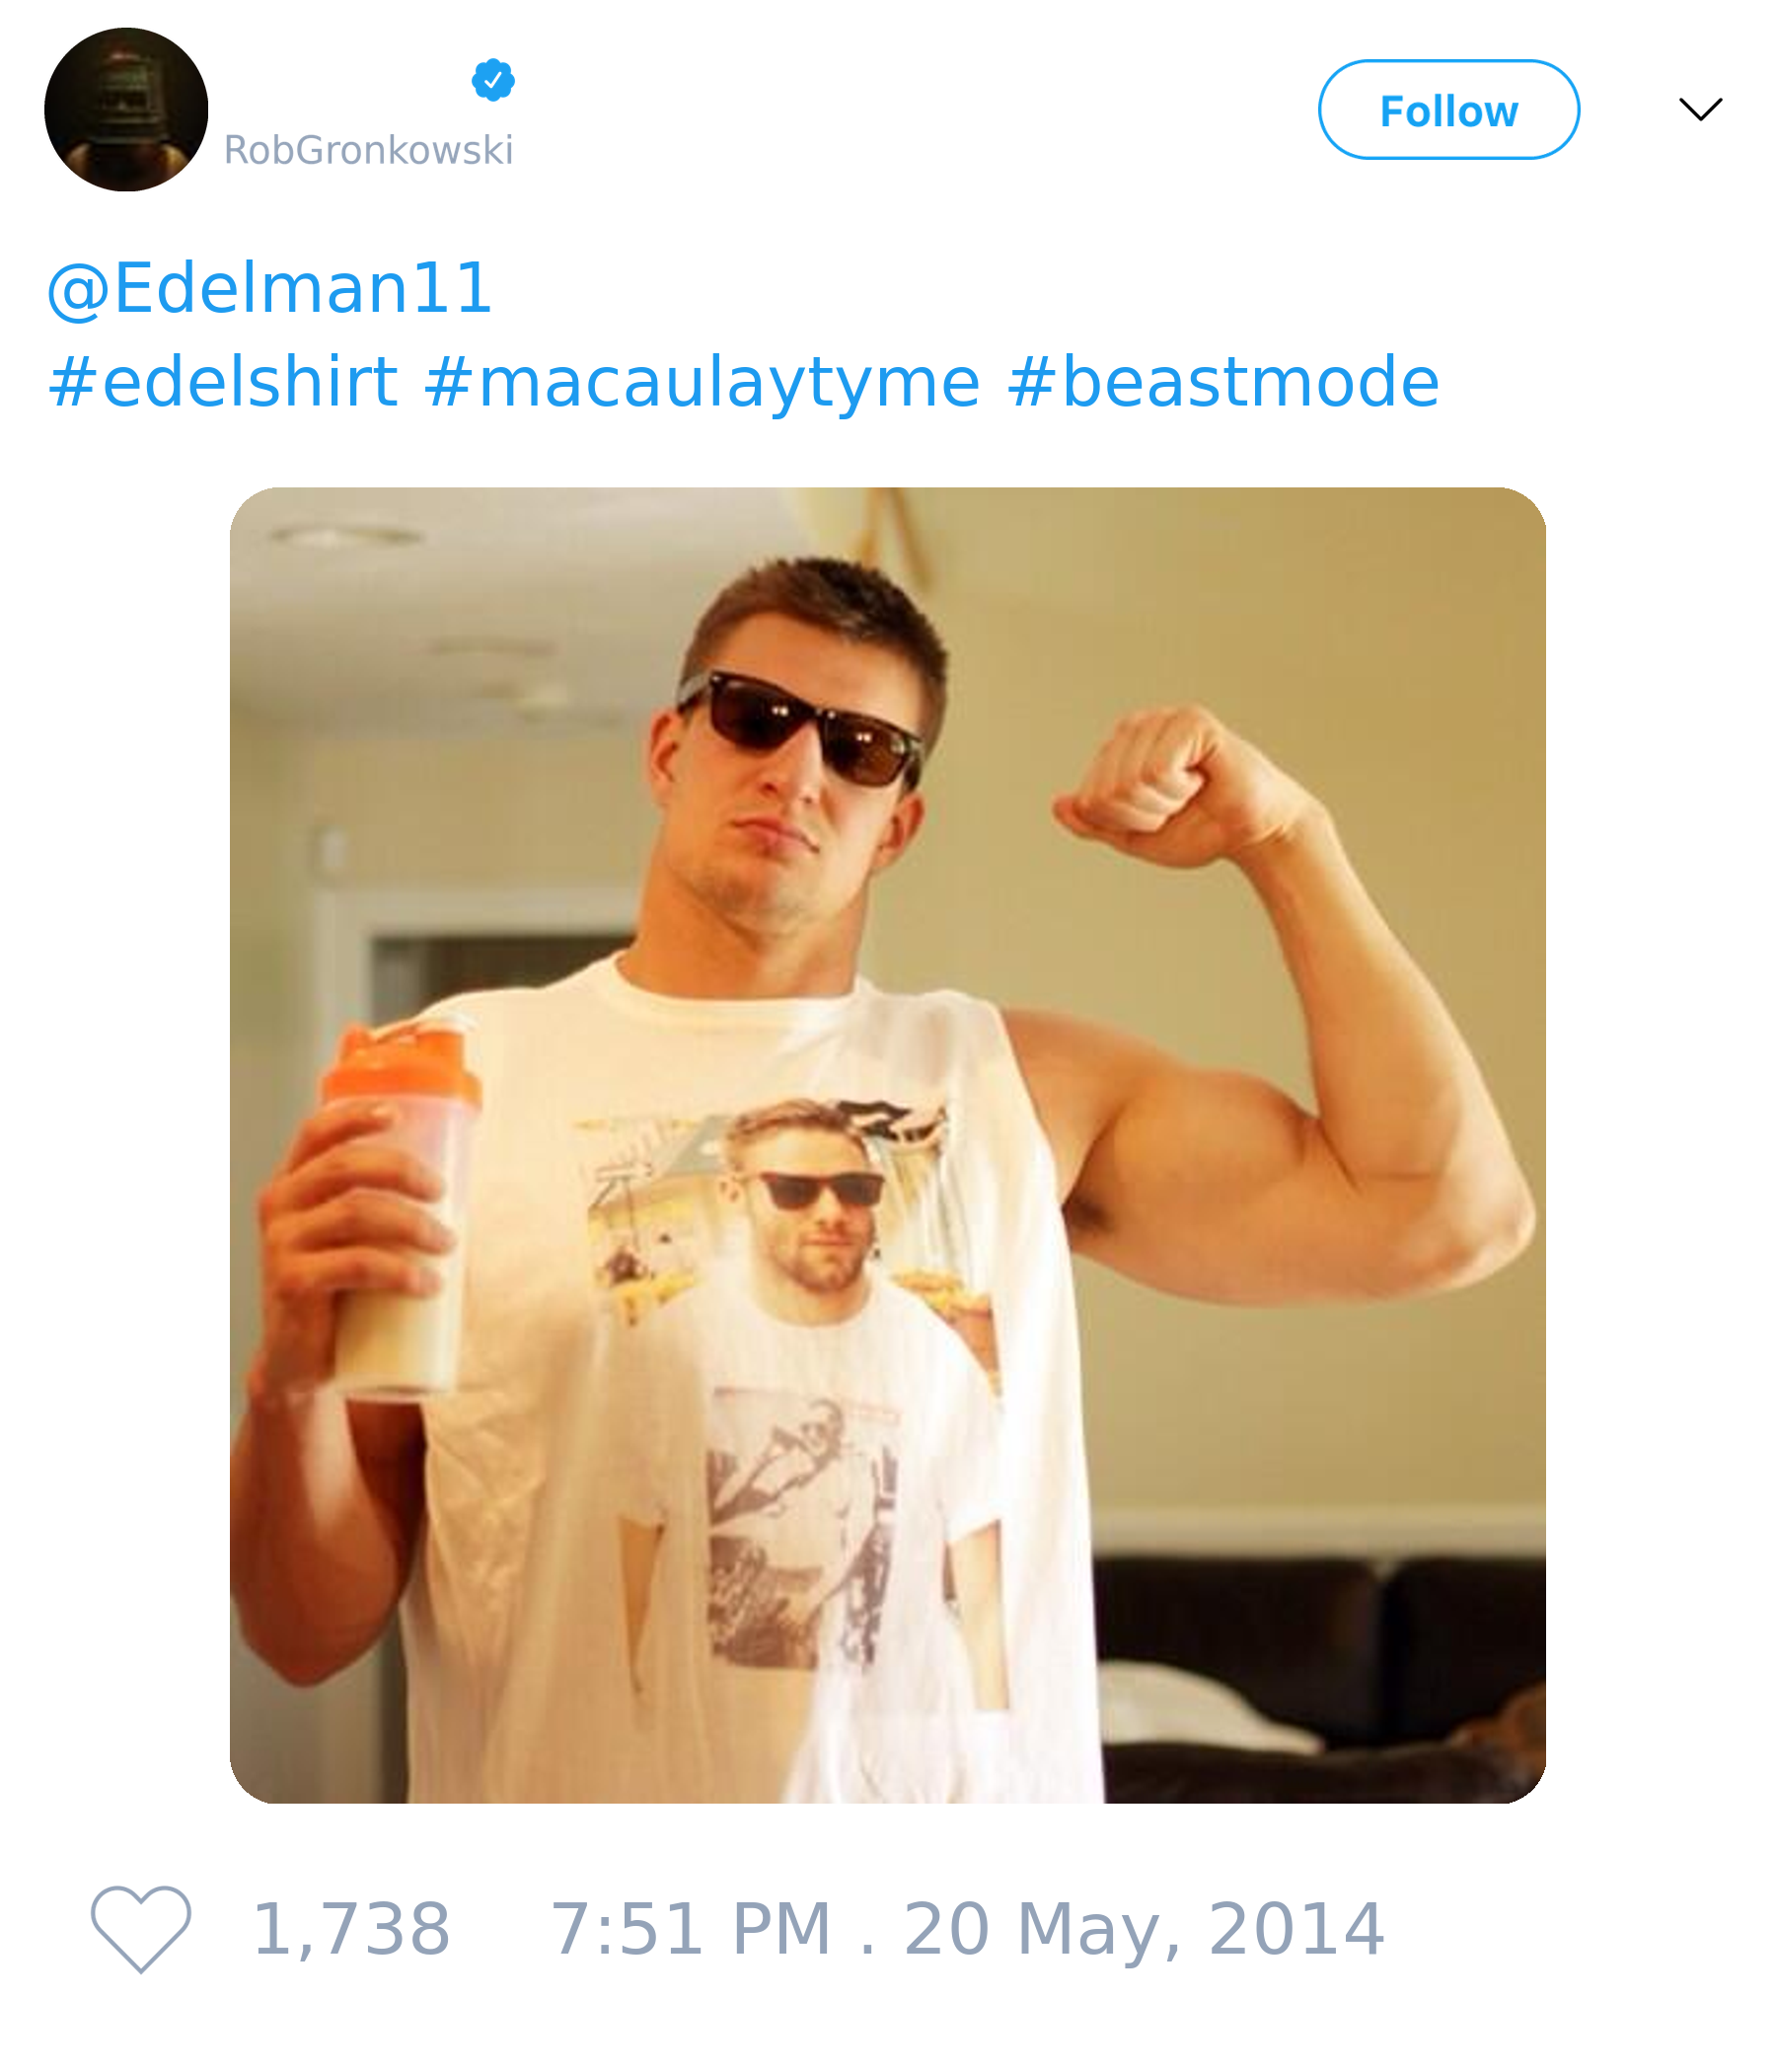 RobGronkowski
Follow
@Edelman11
#edelshirt #macaulaytyme #beastmode
1,738 7:51 PM . 20 May, 2014